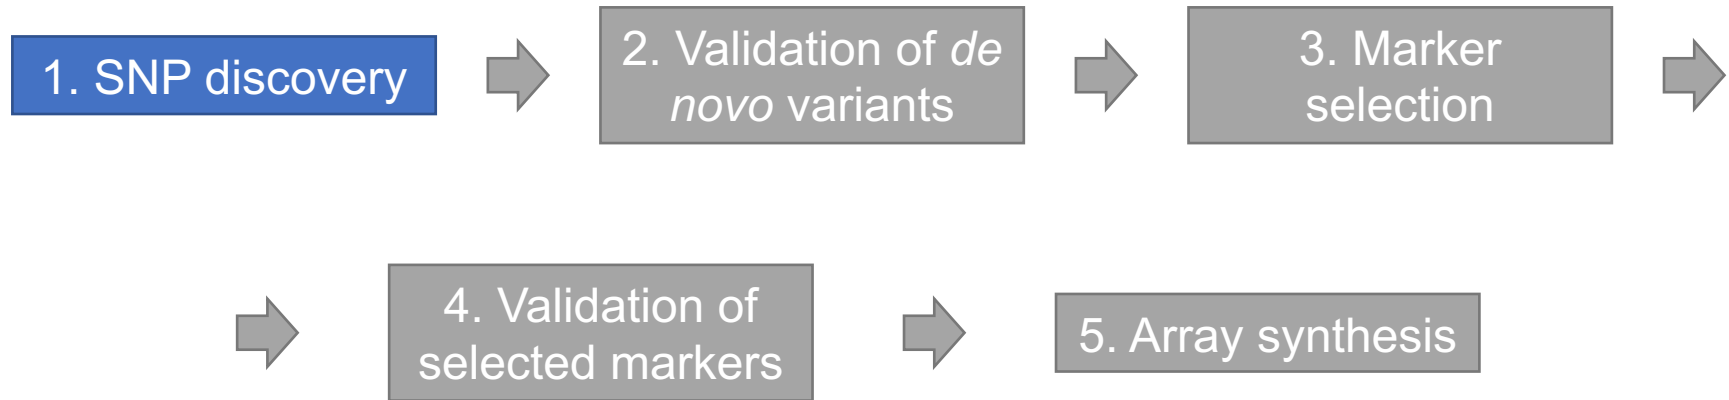 1. SNP discovery
2. Validation of de
novo variants
3. Marker
selection
4. Validation of
selected markers
5. Array synthesis